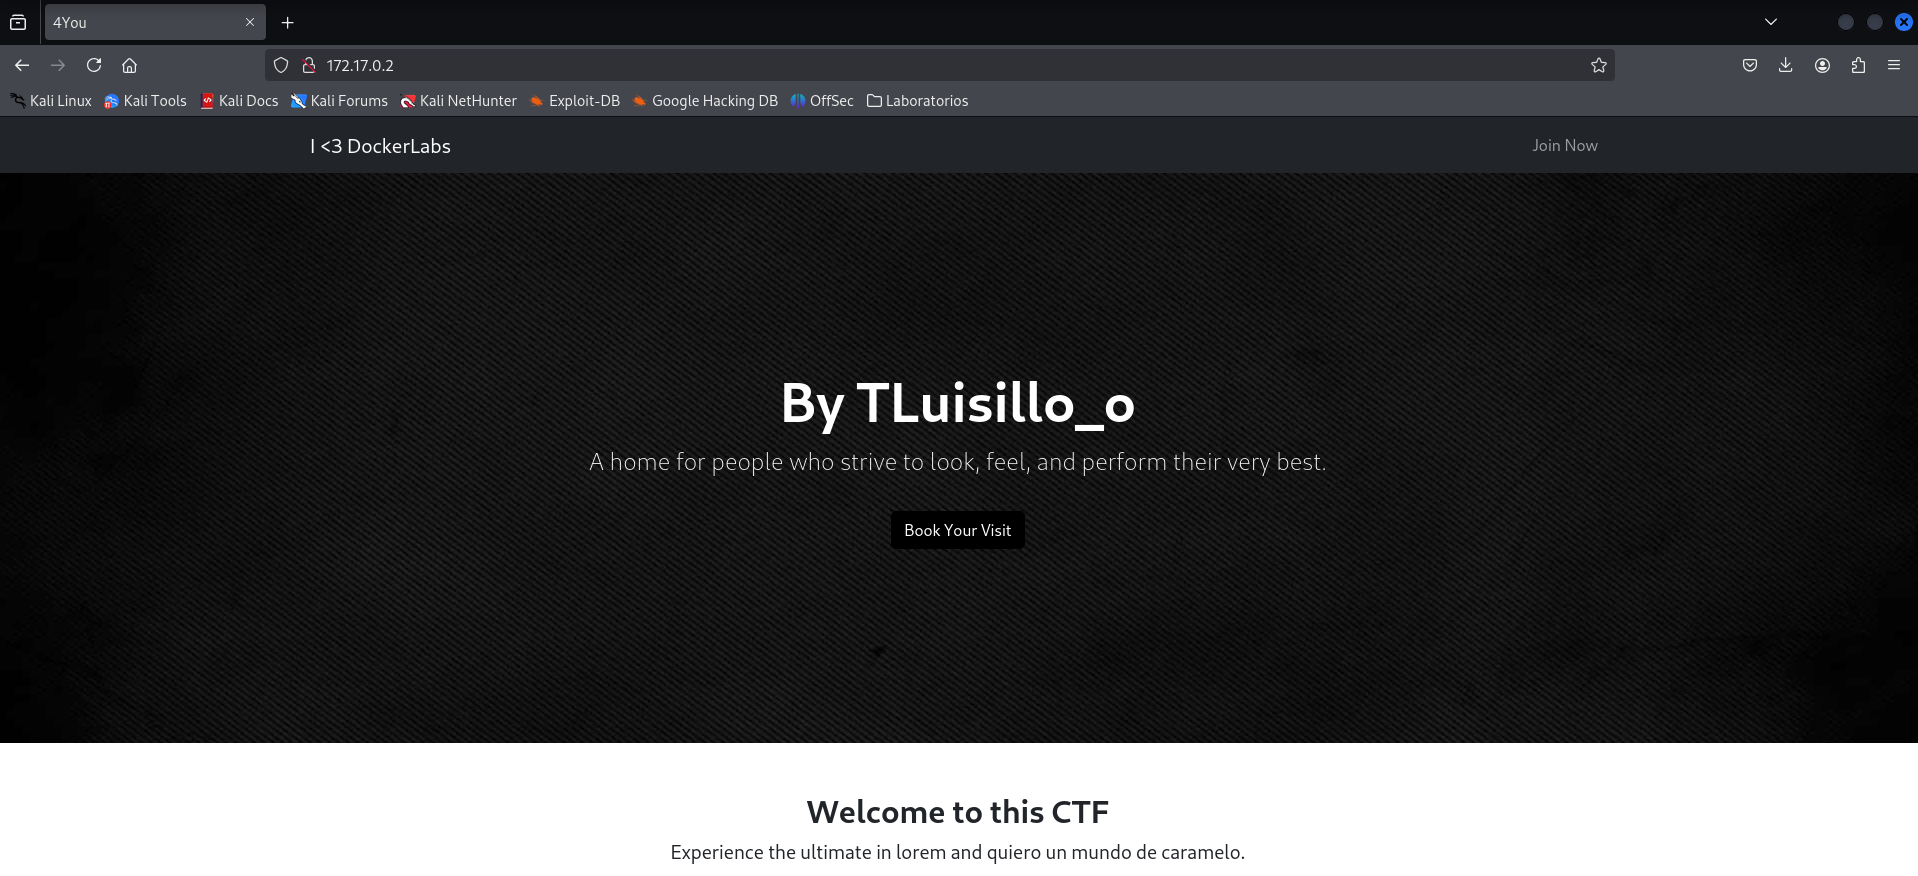 4You
172.17.0.2
Kali Linux Kali Tools Kali Docs Kali Forums Kali NetHunter Exploit-DB Google Hacking DB OffSec Laboratorios
I <3 DockerLabs Join Now
By TLuisillo_o
A home for people who strive to look, feel, and perform their very best.
Book Your Visit
Welcome to this CTF
Experience the ultimate in lorem and quiero un mundo de caramelo.